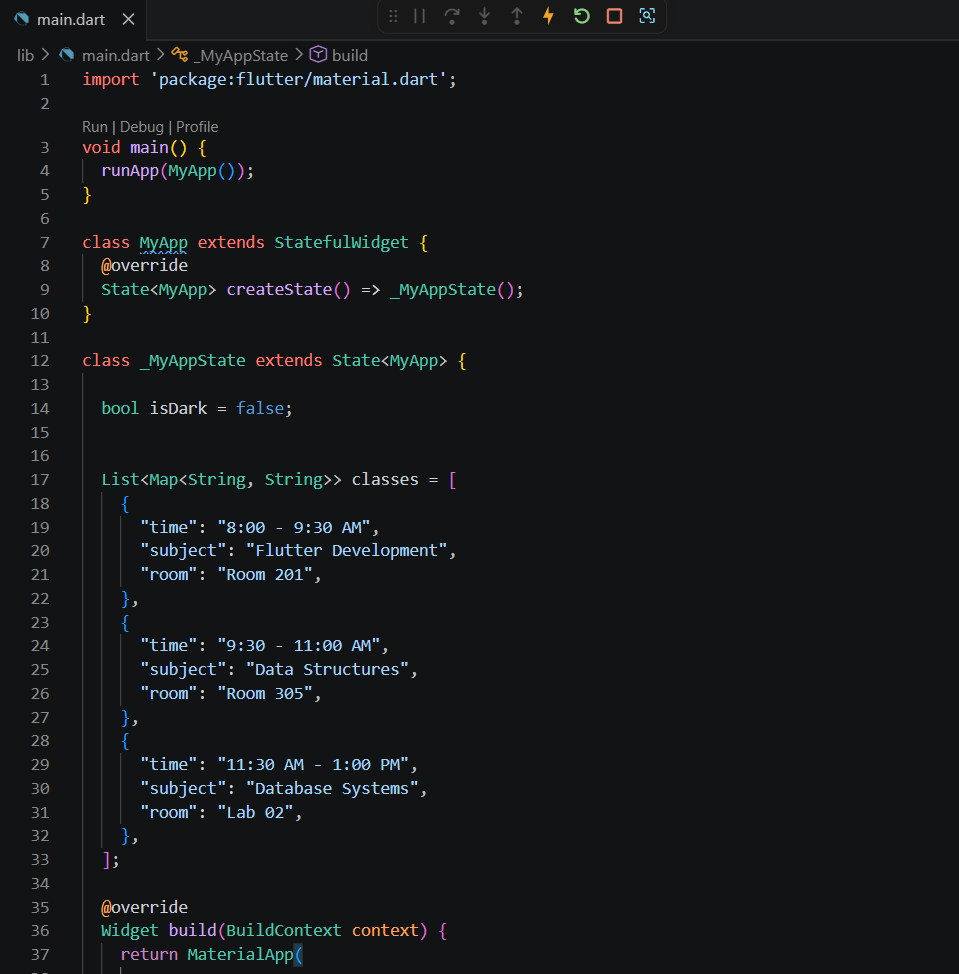 main.dart
lib > main.dart > _MyAppState > build
1 import 'package:flutter/material.dart';
2
Run | Debug | Profile
3 void main() {
4   runApp(MyApp());
5 }
6
7 class MyApp extends StatefulWidget {
8   @override
9   State<MyApp> createState() => _MyAppState();
10 }
11
12 class _MyAppState extends State<MyApp> {
13
14   bool isDark = false;
15
16
17   List<Map<String, String>> classes = [
18     {
19       "time": "8:00 - 9:30 AM",
20       "subject": "Flutter Development",
21       "room": "Room 201",
22     },
23     {
24       "time": "9:30 - 11:00 AM",
25       "subject": "Data Structures",
26       "room": "Room 305",
27     },
28     {
29       "time": "11:30 AM - 1:00 PM",
30       "subject": "Database Systems",
31       "room": "Lab 02",
32     },
33   ];
34
35   @override
36   Widget build(BuildContext context) {
37     return MaterialApp(